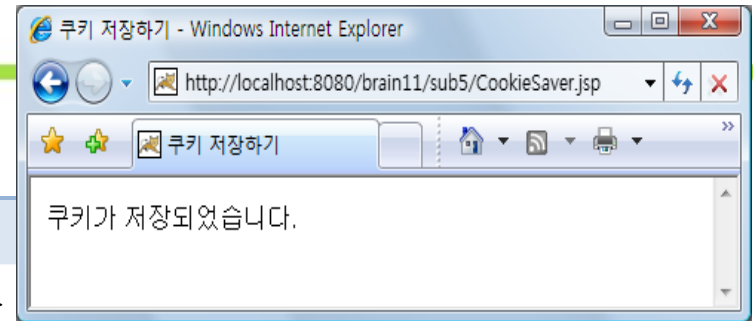 쿠키 저장하기 - Windows Internet Explorer
http://localhost:8080/brain11/sub5/CookieSaver.jsp
쿠키 저장하기
쿠키가 저장되었습니다.